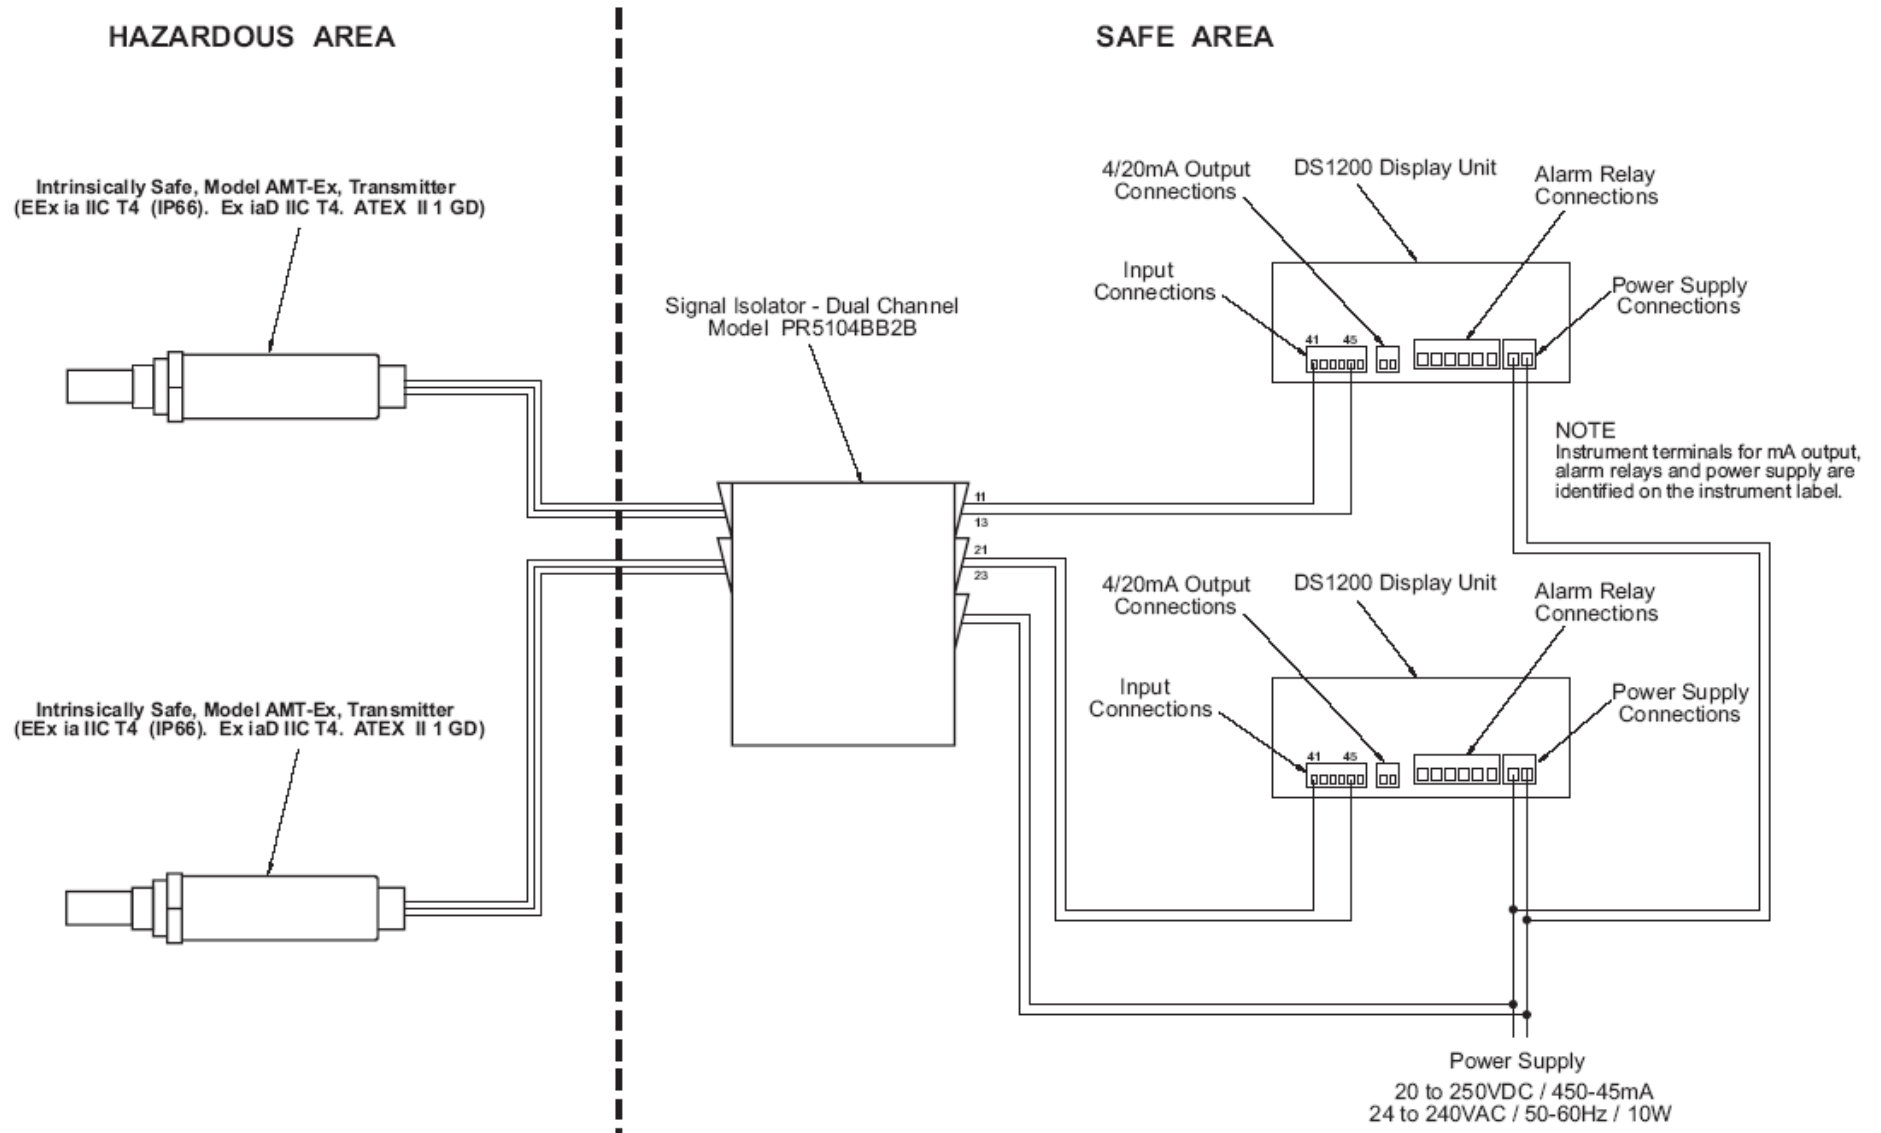 HAZARDOUS AREA
SAFE AREA
Intrinsically Safe, Model AMT-Ex, Transmitter
(EEx ia IIC T4 (IP66). Ex iaD IIC T4. ATEX II 1 GD)
Signal Isolator - Dual Channel
Model PR5104BB2B
4/20mA Output
Connections
DS1200 Display Unit
Alarm Relay
Connections
Input
Connections
Power Supply
Connections
41 45
NOTE
Instrument terminals for mA output,
alarm relays and power supply are
identified on the instrument label.
11
13
21
23
4/20mA Output
Connections
DS1200 Display Unit
Alarm Relay
Connections
Input
Connections
Power Supply
Connections
41 45
Intrinsically Safe, Model AMT-Ex, Transmitter
(EEx ia IIC T4 (IP66). Ex iaD IIC T4. ATEX II 1 GD)
Power Supply
20 to 250VDC / 450-45mA
24 to 240VAC / 50-60Hz / 10W